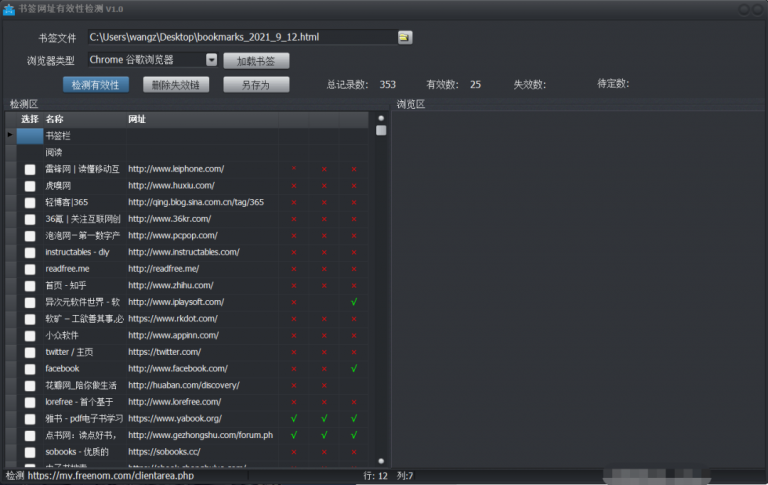 书签网址有效性检测 V1.0
书签文件 C:\Users\wangz\Desktop\bookmarks_2021_9_12.html
浏览器类型 Chrome 谷歌浏览器 加载书签
检测有效性 删除失效链 另存为 总记录数： 353 有效数： 25 失效数： 待定数：
检测区 浏览区
选择 名称 网址
书签栏
阅读
雷锋网 | 读懂移动互 http://www.leiphone.com/ × × ×
虎嗅网 http://www.huxiu.com/ × × ×
轻博客|365 http://qing.blog.sina.com.cn/tag/365 × × ×
36氪 | 关注互联网创 http://www.36kr.com/ × × ×
泡泡网－第一数字产 http://www.pcpop.com/ × × ×
instructables - diy http://www.instructables.com/ × × ×
readfree.me http://readfree.me/ × × ×
首页 - 知乎 http://www.zhihu.com/ × × ×
异次元软件世界 - 软 http://www.iplaysoft.com/ × √
软矿 – 工欲善其事,必 https://www.rkdot.com/ × × ×
小众软件 http://www.appinn.com/ × × ×
twitter / 主页 https://twitter.com/ × × ×
facebook http://www.facebook.com/ × × √
花瓣网_陪你做生活 http://huaban.com/discovery/ × ×
lorefree - 首个基于 http://www.lorefree.com/ × × ×
雅书 - pdf电子书学习 https://www.yabook.org/ √ √ √
点书网：读点好书， http://www.gezhongshu.com/forum.ph √ √ √
sobooks - 优质的 https://sobooks.cc/ × × ×
检测 https://my.freenom.com/clientarea.php 行: 12 列:7